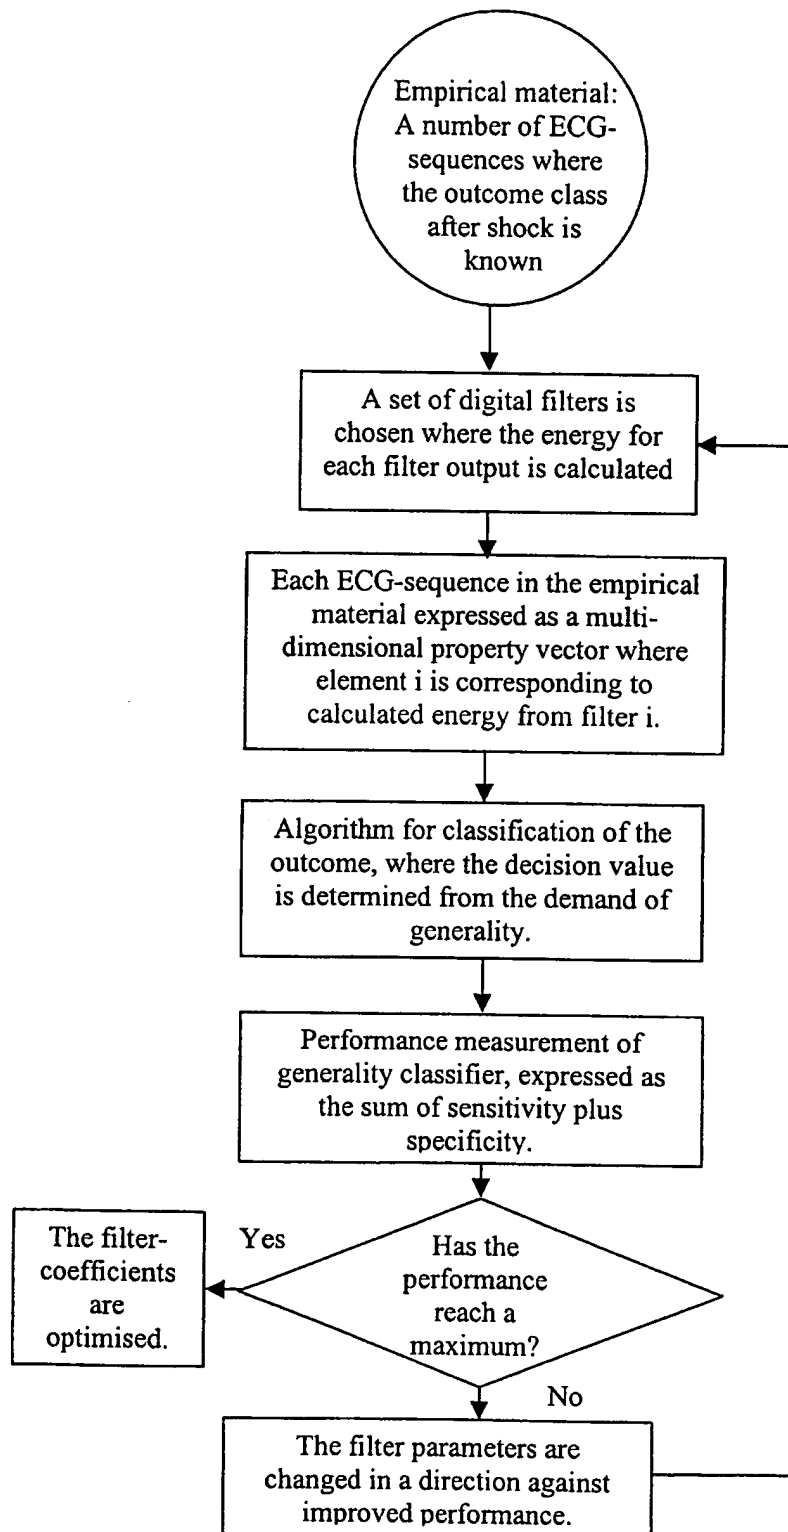 Empirical material:
A number of ECG-
sequences where
the outcome class
after shock is
known
A set of digital filters is
chosen where the energy for
each filter output is calculated
Each ECG-sequence in the empirical
material expressed as a multi-
dimensional property vector where
element i is corresponding to
calculated energy from filter i.
Algorithm for classification of the
outcome, where the decision value
is determined from the demand of
generality.
Performance measurement of
generality classifier, expressed as
the sum of sensitivity plus
specificity.
Has the
performance
reach a
maximum?
Yes
The filter-
coefficients
are
optimised.
No
The filter parameters are
changed in a direction against
improved performance.